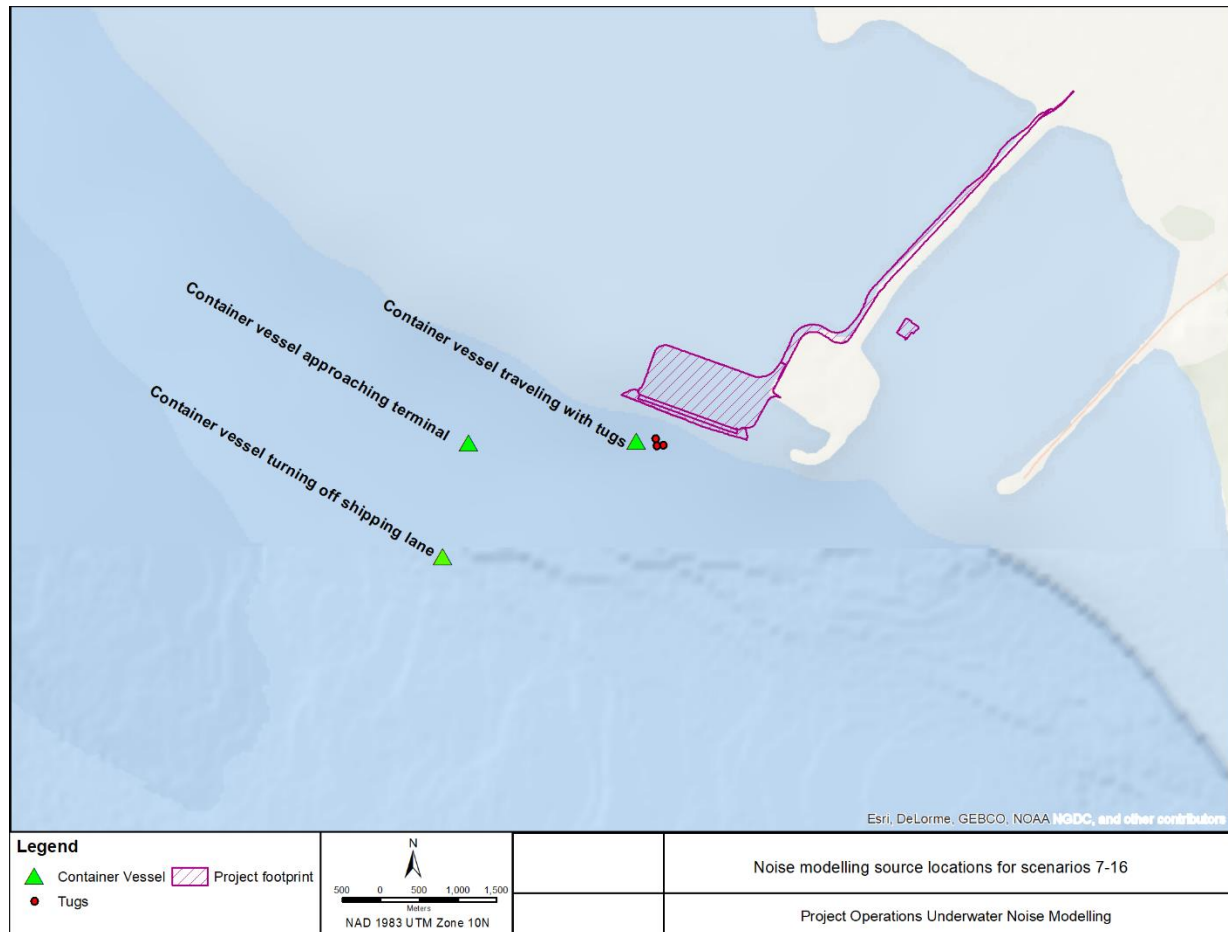 Container vessel approaching terminal
Container vessel traveling with tugs
Container vessel turning off shipping lane
Esri, DeLorme, GEBCO, NOAA NGDC, and other contributors
Legend
Container Vessel
Project footprint
Tugs
N
500 0 500 1,000 1,500
Meters
NAD 1983 UTM Zone 10N
Noise modelling source locations for scenarios 7-16
Project Operations Underwater Noise Modelling